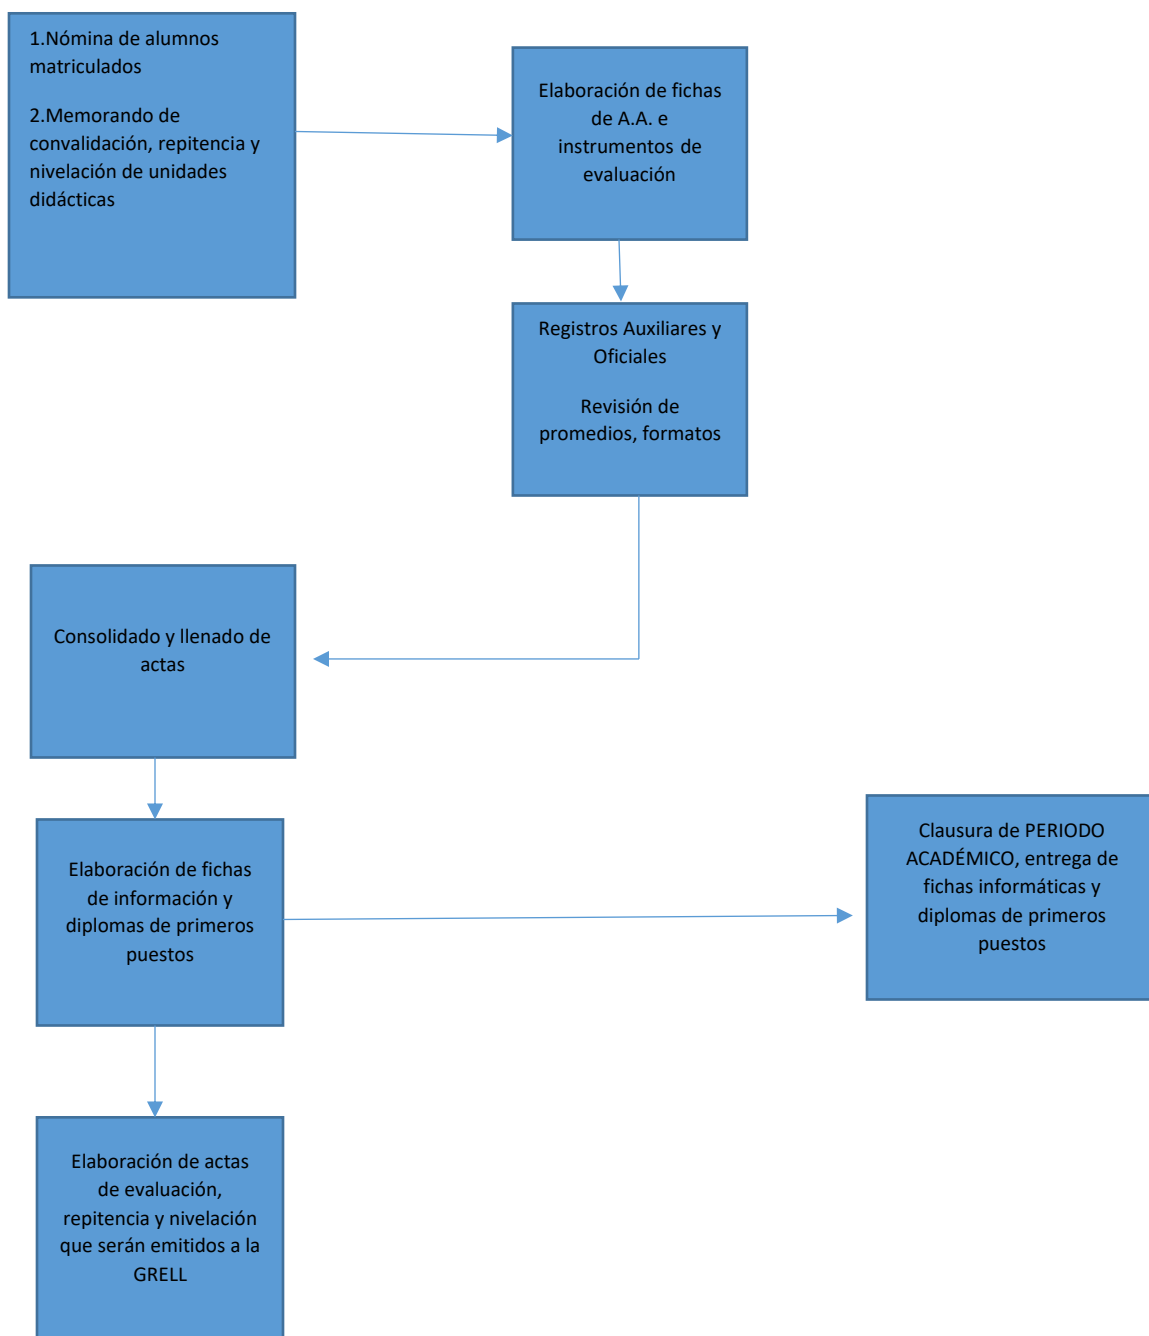 1.Nómina de alumnos
matriculados
2.Memorando de
convalidación, repitencia y
nivelación de unidades
didácticas
Elaboración de fichas
de A.A. e
instrumentos de
evaluación
Registros Auxiliares y
Oficiales
Revisión de
promedios, formatos
Consolidado y llenado de
actas
Elaboración de fichas
de información y
diplomas de primeros
puestos
Clausura de PERIODO
ACADÉMICO, entrega de
fichas informáticas y
diplomas de primeros
puestos
Elaboración de actas
de evaluación,
repitencia y nivelación
que serán emitidos a la
GRELL